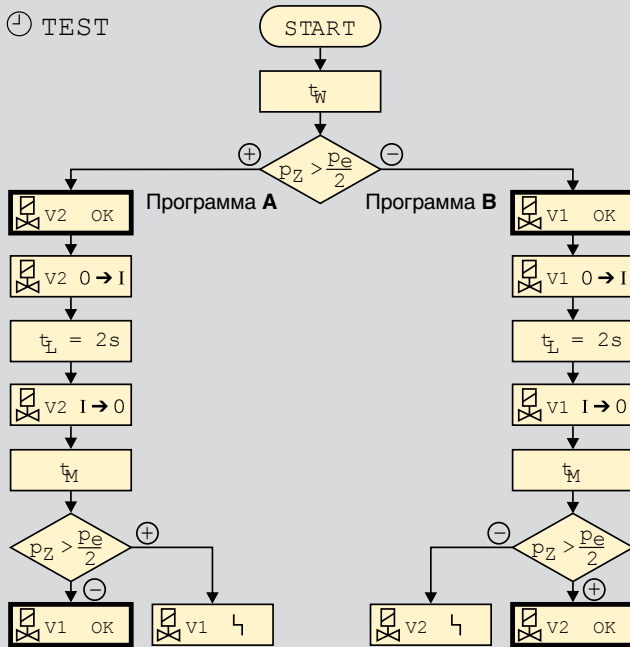 TEST
START
tW
pZ > pe/2
+
−
Программа A
Программа B
V2 OK
V1 OK
V2 0 → I
V1 0 → I
tL = 2s
tL = 2s
V2 I → 0
V1 I → 0
tM
tM
pZ > pe/2
+
−
−
pZ > pe/2
+
V1 OK
V1
V2
V2 OK